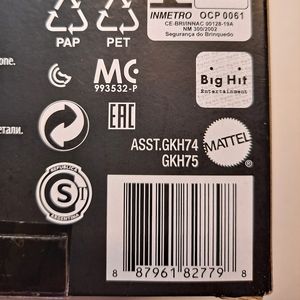 PAP
PET
INMETRO OCP 0061
CE-BRI/INNAC 00128-19A
NM 300/2002
Segurança do Brinquedo
one.
MC
993532-P
Big Hit
Entertainment
EAC
етали.
ASST.GKH74
GKH75
MATTEL
REPUBLICA
S
ARGENTINA
8 87961 82779 8